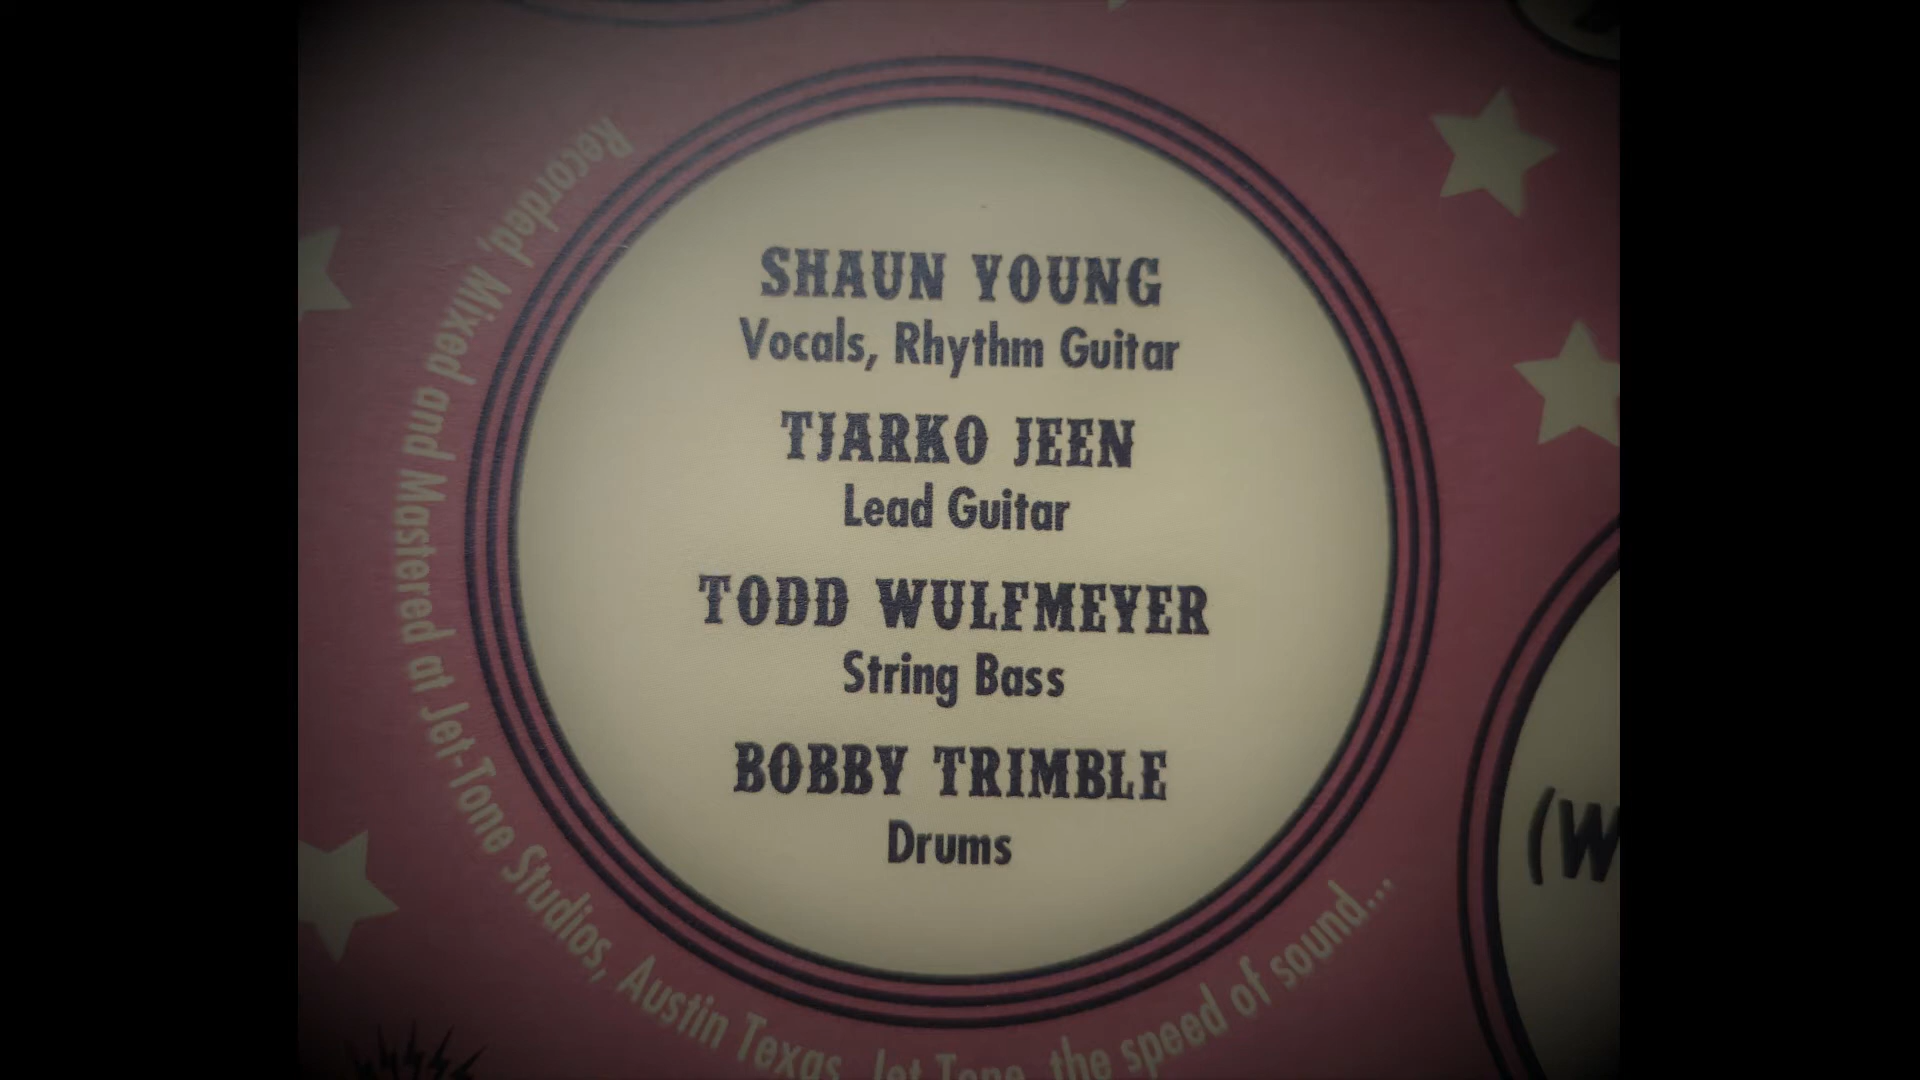 SHAUN YOUNG
Vocals, Rhythm Guitar
TJARKO JEEN
Lead Guitar
TODD WULFMEYER
String Bass
BOBBY TRIMBLE
Drums
Recorded, Mixed and Mastered at Jet-Tone Studios, Austin Texas, Jet Tone, the speed of sound...
(W